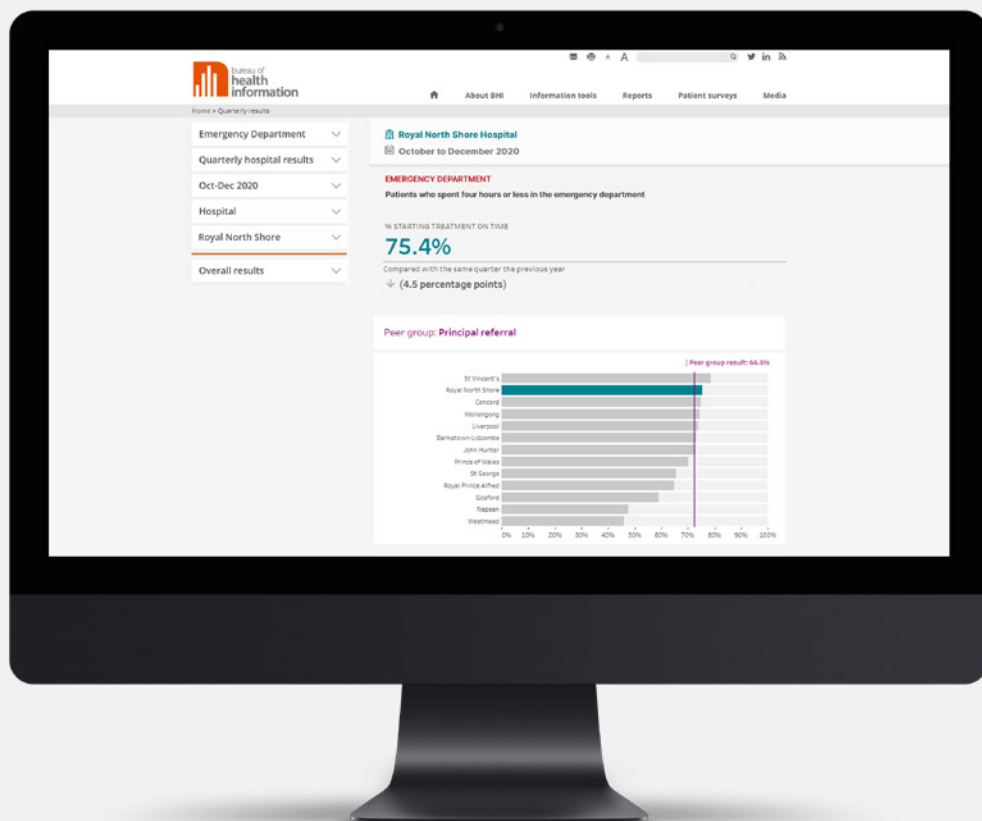 bureau of
health
information
A A
About BHI Information tools Reports Patient surveys Media
Home > Quarterly results
Emergency Department
Quarterly hospital results
Oct-Dec 2020
Hospital
Royal North Shore
Overall results
Royal North Shore Hospital
October to December 2020
EMERGENCY DEPARTMENT
Patients who spent four hours or less in the emergency department
% STARTING TREATMENT ON TIME
75.4%
Compared with the same quarter the previous year
(4.5 percentage points)
Peer group: Principal referral
Peer group result: 66.9%
St Vincent's
Royal North Shore
Concord
Wollongong
Liverpool
Bankstown-Lidcombe
John Hunter
Prince of Wales
St George
Royal Prince Alfred
Gosford
Nepean
Westmead
0% 10% 20% 30% 40% 50% 60% 70% 80% 90% 100%